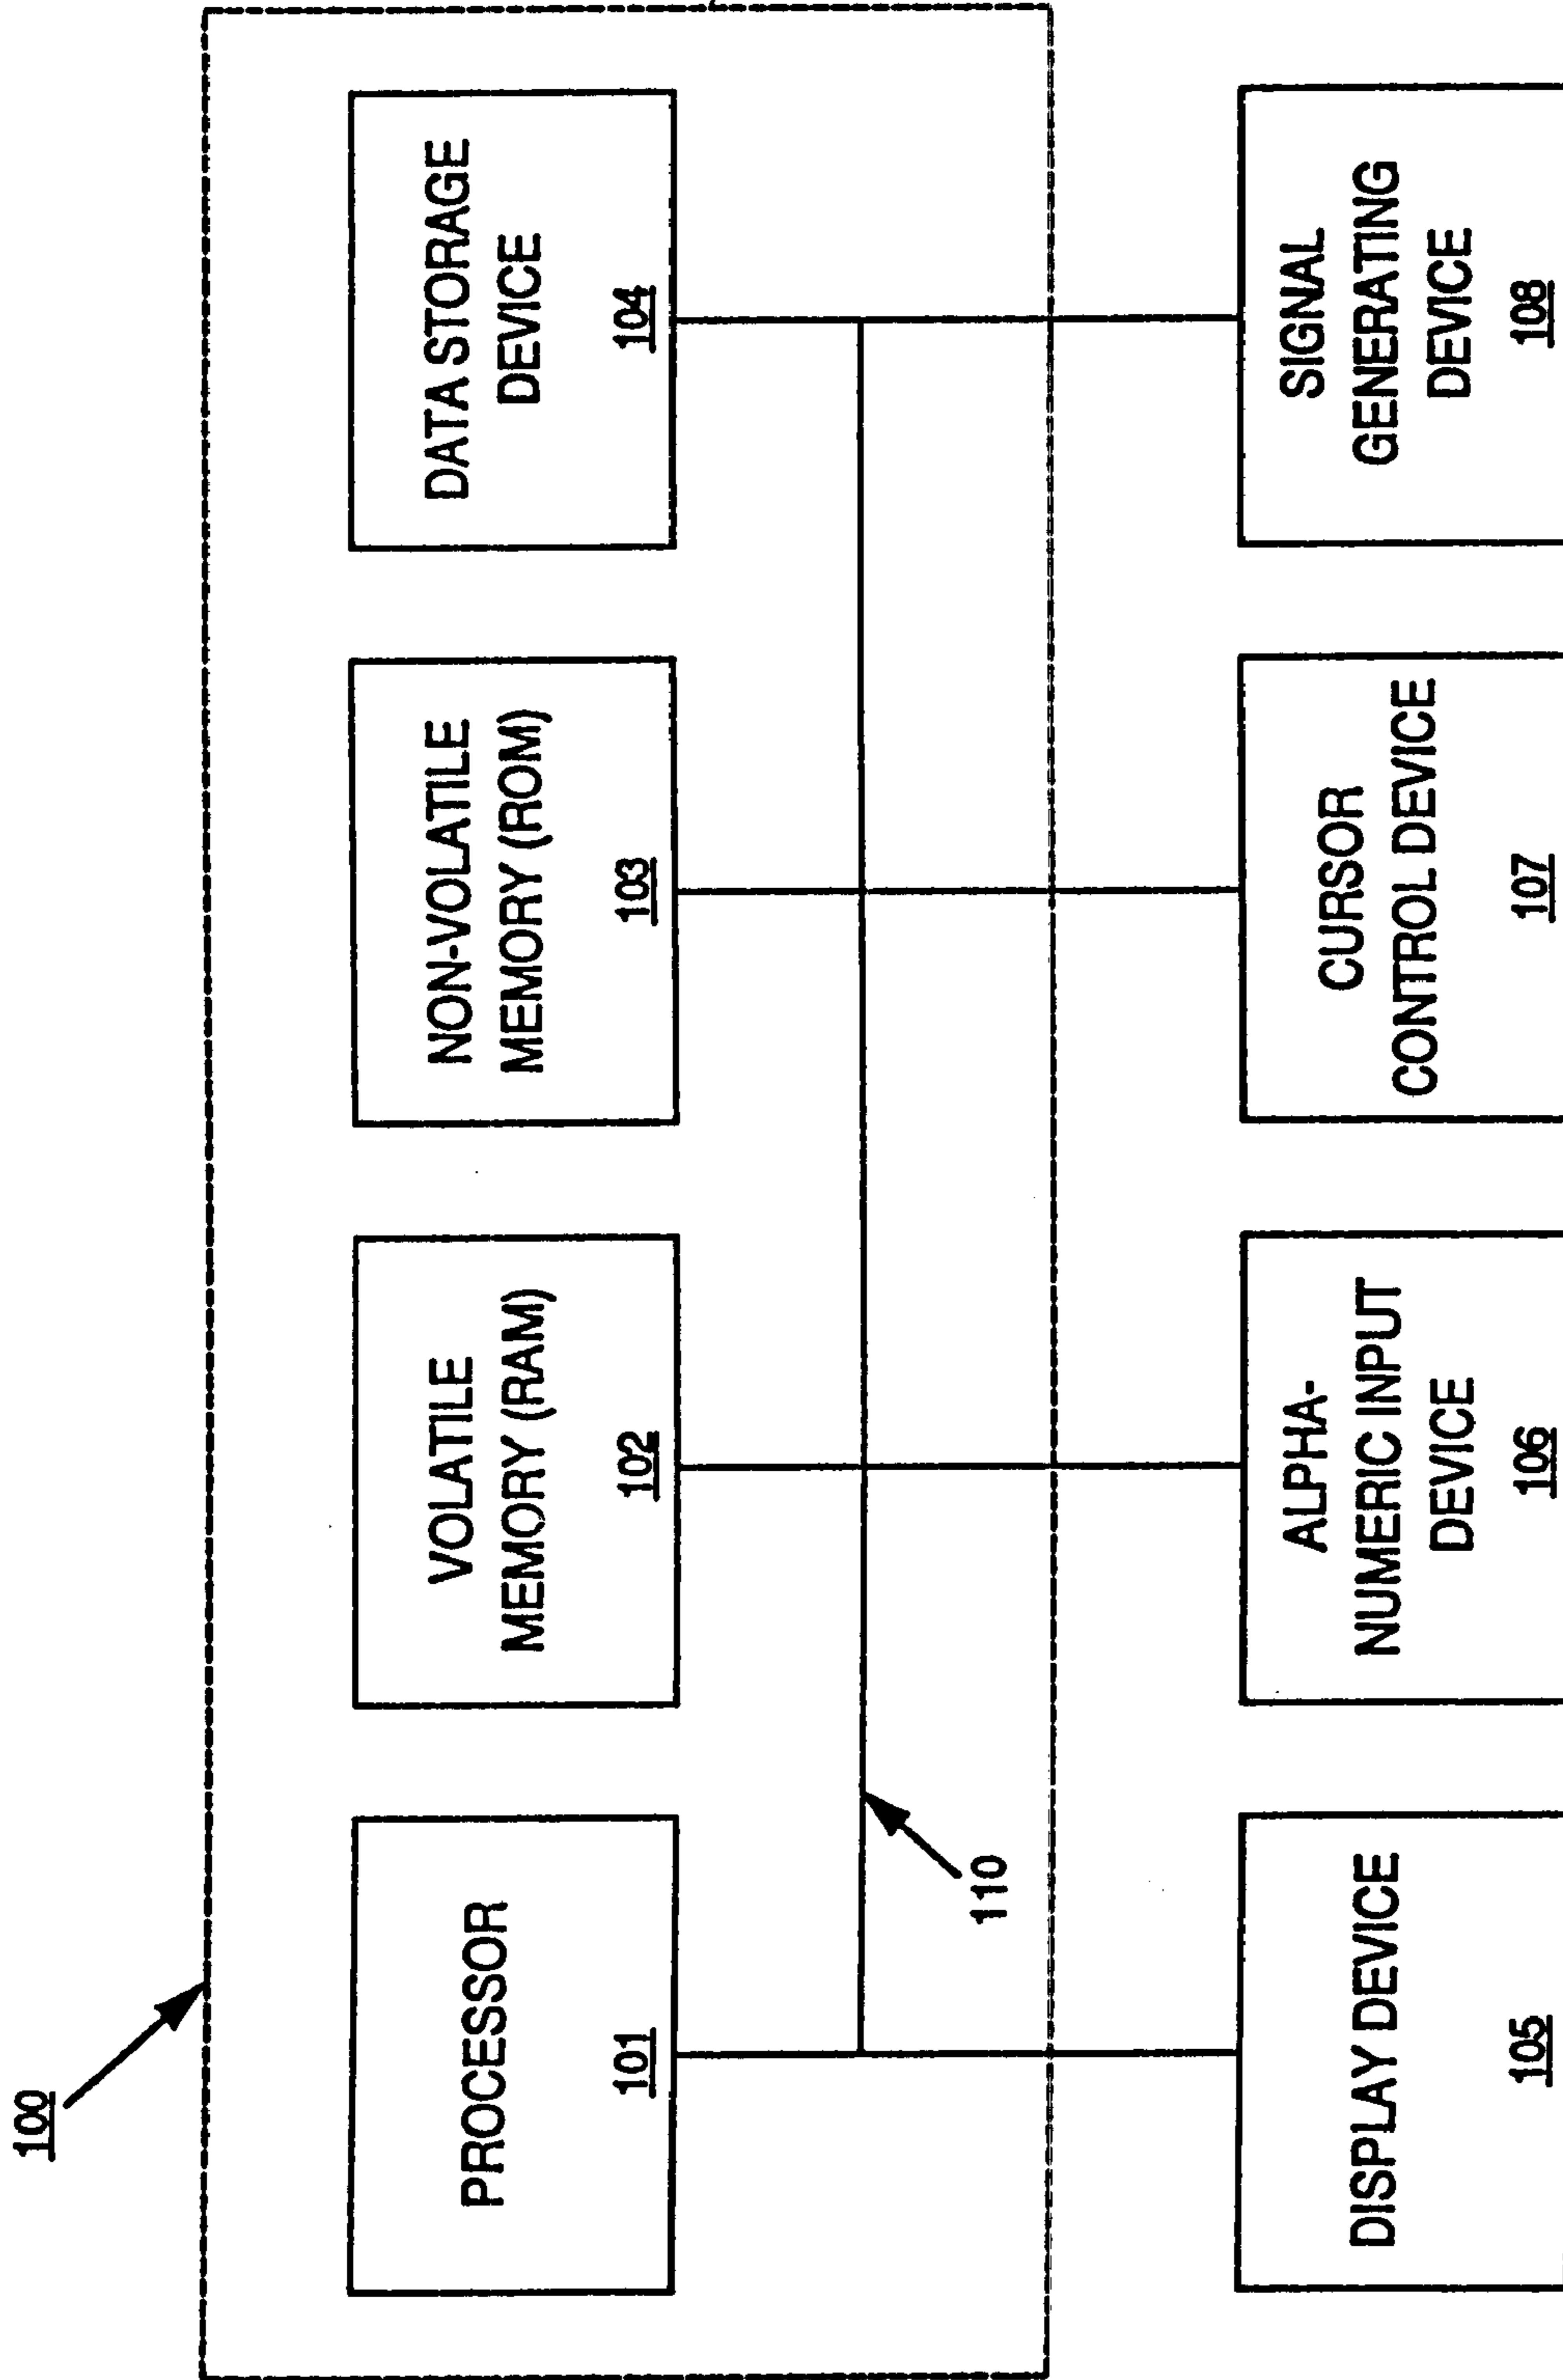 100
PROCESSOR
101
VOLATILE
MEMORY (RAM)
102
NON-VOLATILE
MEMORY (ROM)
103
DATA STORAGE
DEVICE
104
110
DISPLAY DEVICE
105
ALPHA-
NUMERIC INPUT
DEVICE
106
CURSOR
CONTROL DEVICE
107
SIGNAL
GENERATING
DEVICE
108